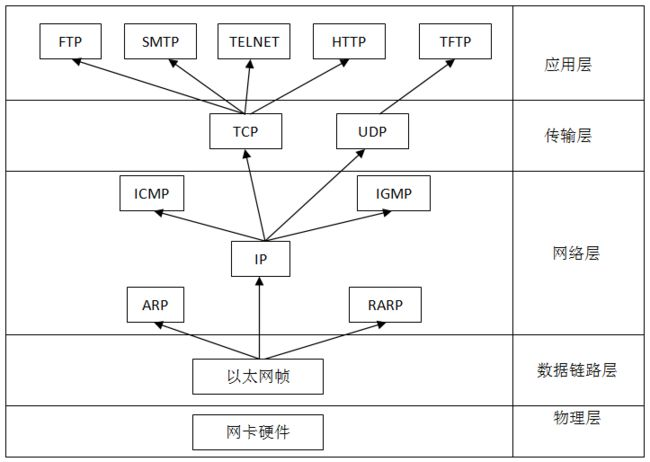 FTP SMTP TELNET HTTP TFTP
应用层
TCP UDP
传输层
ICMP IGMP
IP
网络层
ARP RARP
以太网帧
数据链路层
物理层
网卡硬件